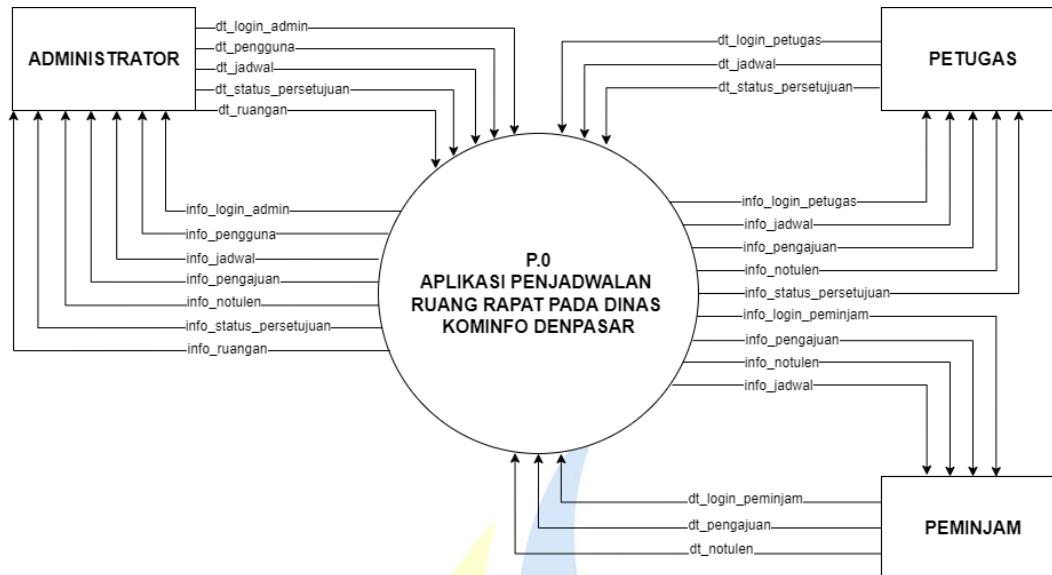 ADMINISTRATOR
dt_login_admin
dt_pengguna
dt_jadwal
dt_status_persetujuan
dt_ruangan
dt_login_petugas
dt_jadwal
dt_status_persetujuan
PETUGAS
info_login_admin
info_pengguna
info_jadwal
info_pengajuan
info_notulen
info_status_persetujuan
info_ruangan
P.0
APLIKASI PENJADWALAN
RUANG RAPAT PADA DINAS
KOMINFO DENPASAR
info_login_petugas
info_jadwal
info_pengajuan
info_notulen
info_status_persetujuan
info_login_peminjam
info_pengajuan
info_notulen
info_jadwal
dt_login_peminjam
dt_pengajuan
dt_notulen
PEMINJAM